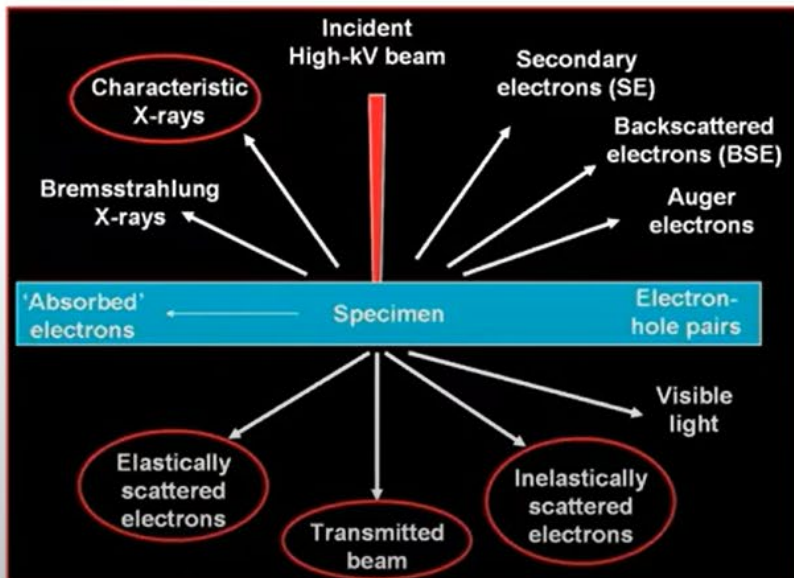 Incident
High-kV beam
Characteristic
X-rays
Secondary
electrons (SE)
Backscattered
electrons (BSE)
Bremsstrahlung
X-rays
Auger
electrons
'Absorbed'
electrons
Specimen
Electron-
hole pairs
Visible
light
Elastically
scattered
electrons
Transmitted
beam
Inelastically
scattered
electrons